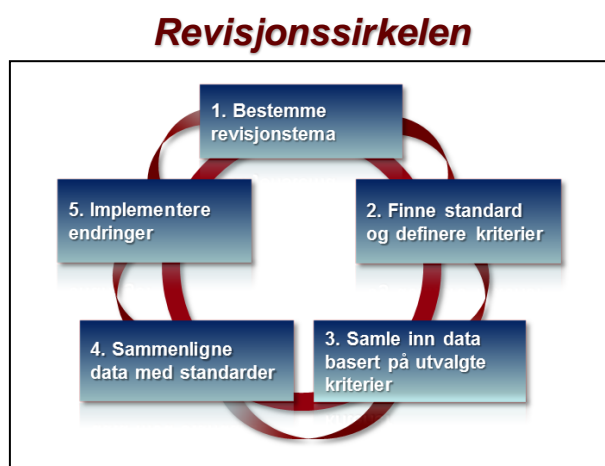 Revisjonssirkelen
1. Bestemme
revisjonstema
2. Finne standard
og definere kriterier
3. Samle inn data
basert på utvalgte
kriterier
4. Sammenligne
data med standarder
5. Implementere
endringer